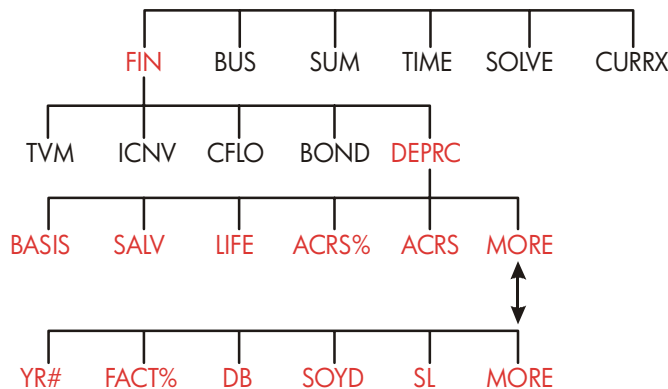 FIN BUS SUM TIME SOLVE CURRX
TVM ICNV CFLO BOND DEPRC
BASIS SALV LIFE ACRS% ACRS MORE
YR# FACT% DB SOYD SL MORE